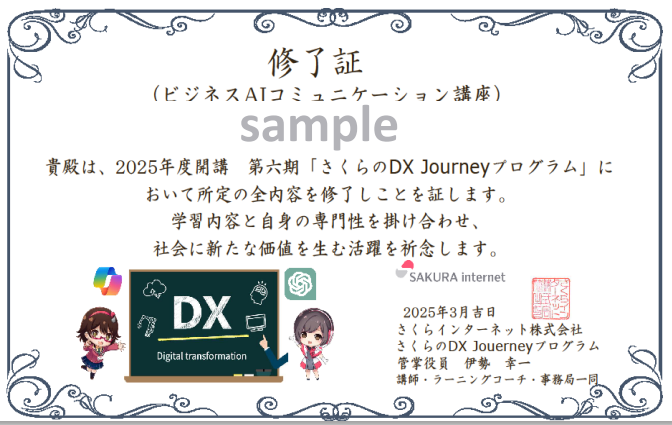 修了証
（ビジネスAIコミュニケーション講座）
sample
貴殿は、2025年度開講　第六期「さくらのDX Journeyプログラム」に
おいて所定の全内容を修了しことを証します。
学習内容と自身の専門性を掛け合わせ、
社会に新たな価値を生む活躍を祈念します。
DX
Digital transformation
SAKURA internet
2025年3月吉日
さくらインターネット株式会社
さくらのDX Jouerneyプログラム
管掌役員　伊勢　幸一
講師・ラーニングコーチ・事務局一同